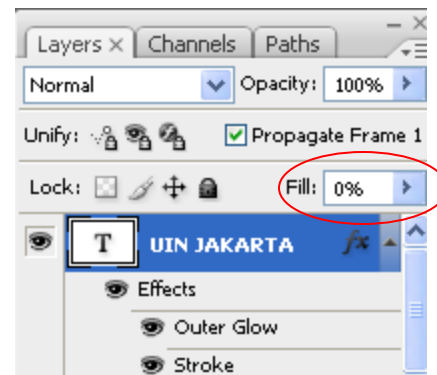 Layers × Channels Paths
Normal Opacity: 100%
Unify: Propagate Frame 1
Lock: Fill: 0%
T UIN JAKARTA fx
Effects
Outer Glow
Stroke